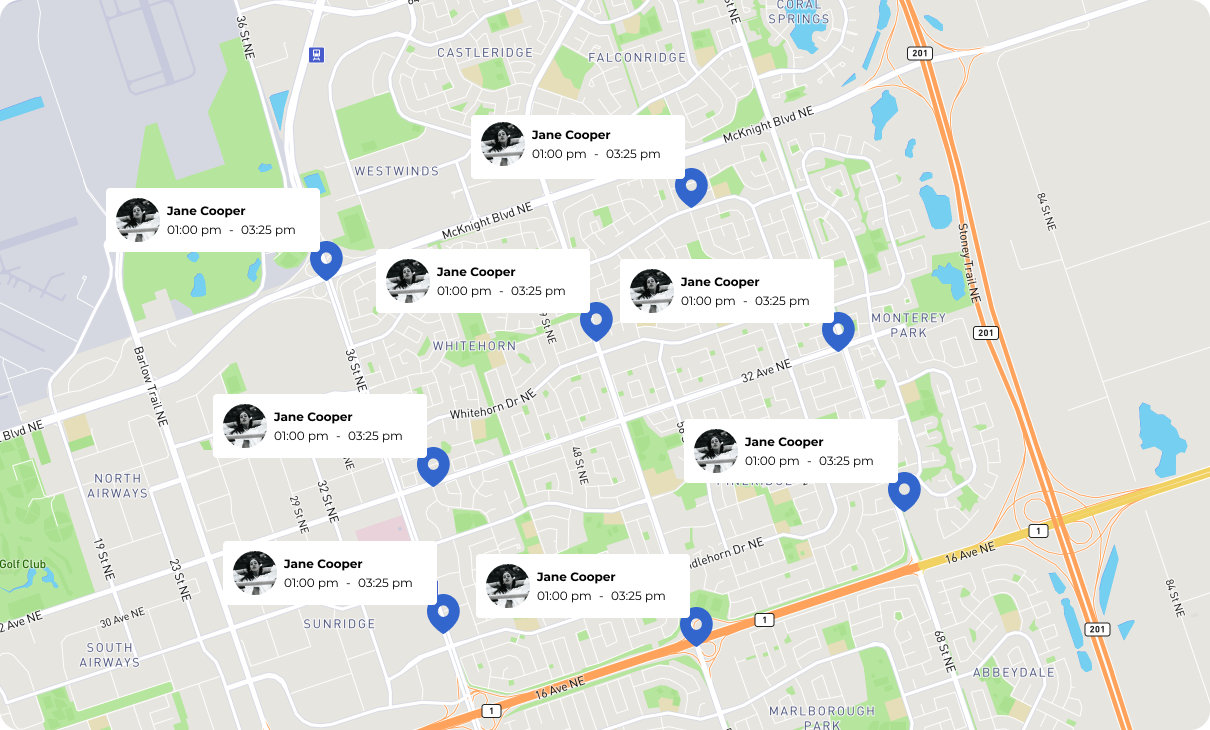 36 St NE
CORAL
SPRINGS
McKnight
CASTLERIDGE
FALCONRIDGE
201
McKnight Blvd NE
Jane Cooper
01:00 pm - 03:25 pm
WESTWINDS
84 St NE
Jane Cooper
01:00 pm - 03:25 pm
McKnight Blvd NE
Stoney Trail NE
Jane Cooper
01:00 pm - 03:25 pm
Jane Cooper
01:00 pm - 03:25 pm
MONTEREY
PARK
201
St NE
WHITEHORN
Barlow Trail NE
36 St NE
32 Ave NE
Whitehorn Dr NE
Jane Cooper
01:00 pm - 03:25 pm
Blvd NE
Jane Cooper
01:00 pm - 03:25 pm
48 St NE
NORTH
AIRWAYS
32 St NE
29 St NE
1
16 Ave NE
19 St NE
23 St NE
Golf Club
Jane Cooper
01:00 pm - 03:25 pm
Jane Cooper
01:00 pm - 03:25 pm
Dr NE
84 St NE
30 Ave NE
2 Ave NE
SUNRIDGE
1
201
SOUTH
AIRWAYS
68 St NE
ABBEYDALE
16 Ave NE
1
MARLBOROUGH
PARK